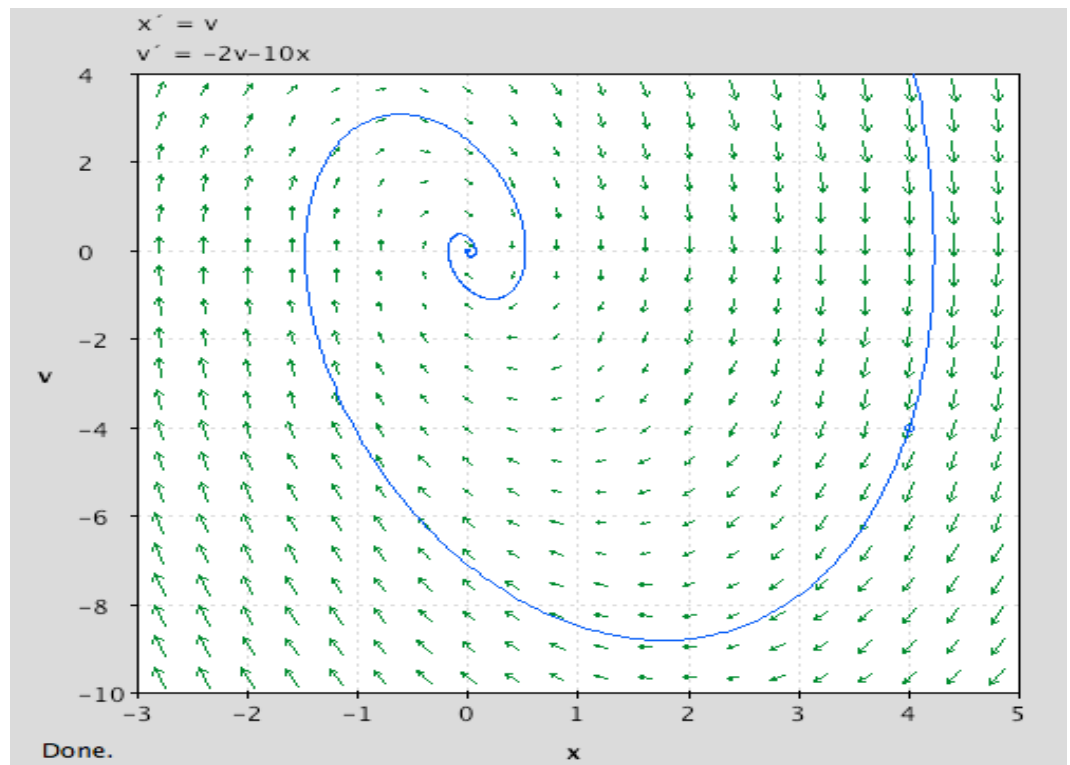 x´ = v
v´ = –2v–10x
4
2
0
–2
v
–4
–6
–8
–10
–3 –2 –1 0 1 2 3 4 5
Done. x